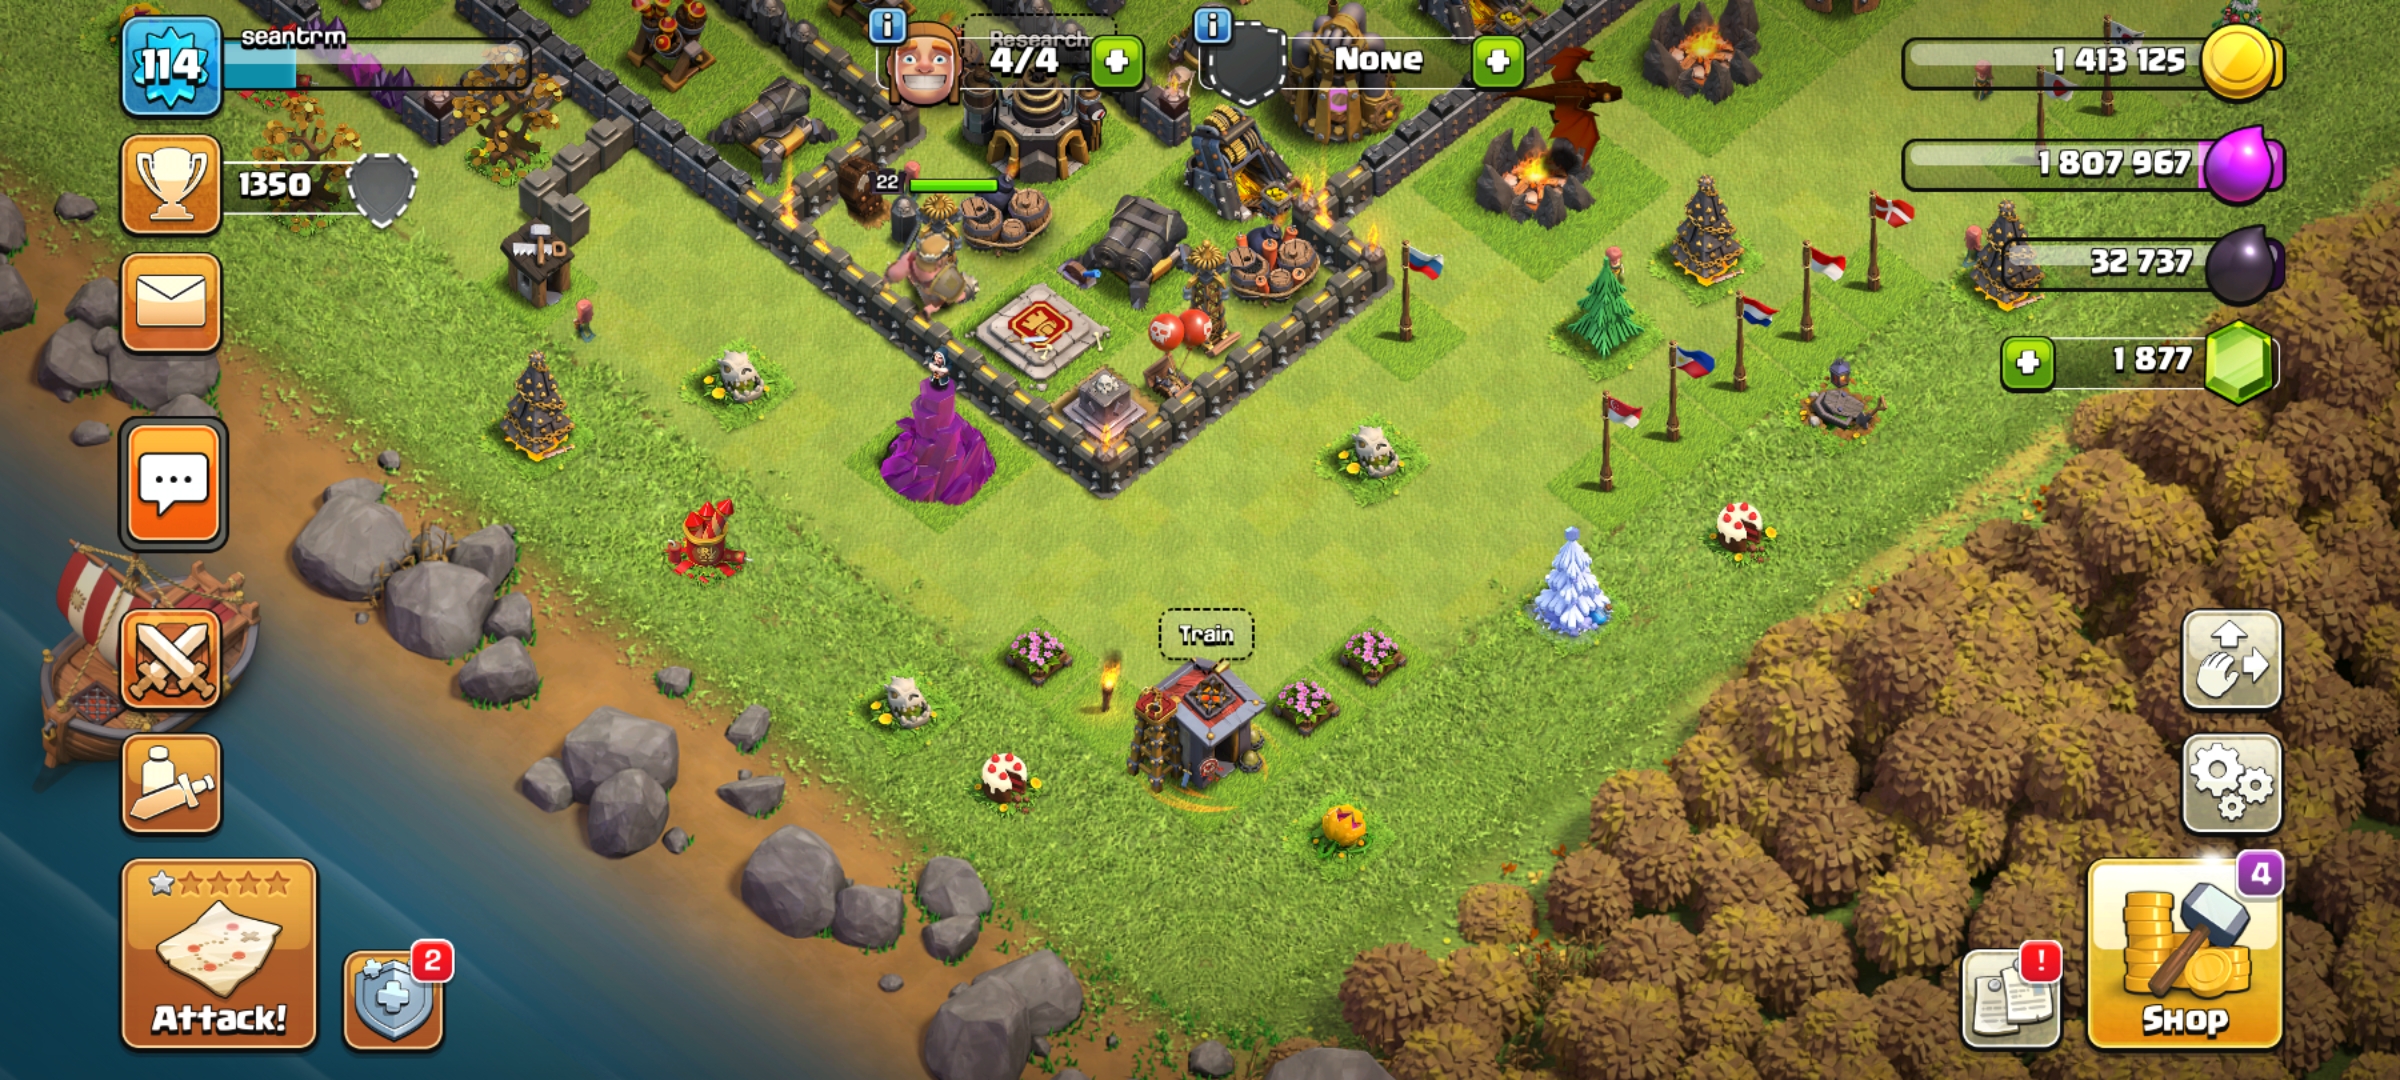 114
seantrm
Research
4/4
None
1 413 125
1350
22
1 807 967
32 737
1 877
Train
4
Attack!
2
!
Shop